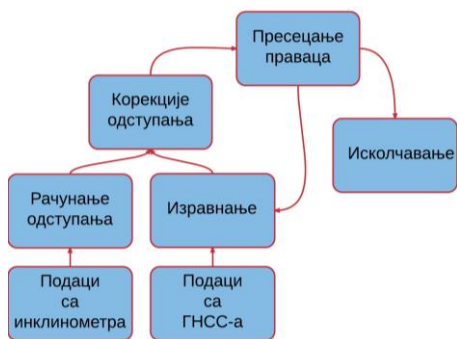 Пресецање
праваца
Корекције
одступања
Исколчавање
Рачунање
одступања
Изравнање
Подаци
са
инклинометра
Подаци
са
ГНСС-а